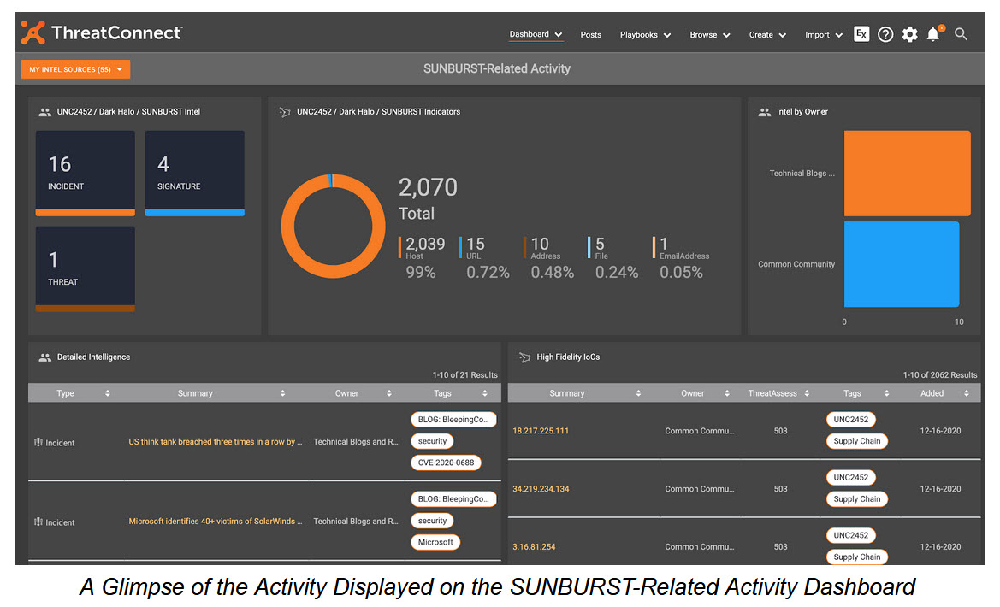 ThreatConnect
Dashboard Posts Playbooks Browse Create Import EX ?
MY INTEL SOURCES (55)
SUNBURST-Related Activity
UNC2452 / Dark Halo / SUNBURST Intel
16
INCIDENT
4
SIGNATURE
1
THREAT
UNC2452 / Dark Halo / SUNBURST Indicators
2,070
Total
2,039
Host
99%
15
URL
0.72%
10
Address
0.48%
5
File
0.24%
1
EmailAddress
0.05%
Intel by Owner
Technical Blogs ...
Common Community
0 10
Detailed Intelligence
1-10 of 21 Results
Type Summary Owner Tags
Incident US think tank breached three times in a row by ... Technical Blogs and R...
BLOG: BleepingCo...
security
CVE-2020-0688
Incident Microsoft identifies 40+ victims of SolarWinds ... Technical Blogs and R...
BLOG: BleepingCo...
security
Microsoft
High Fidelity IoCs
1-10 of 2062 Results
Summary Owner ThreatAssess Tags Added
18.217.225.111 Common Commu... 503 12-16-2020
UNC2452
Supply Chain
34.219.234.134 Common Commu... 503 12-16-2020
UNC2452
Supply Chain
3.16.81.254 Common Commu... 503 12-16-2020
UNC2452
Supply Chain
A Glimpse of the Activity Displayed on the SUNBURST-Related Activity Dashboard